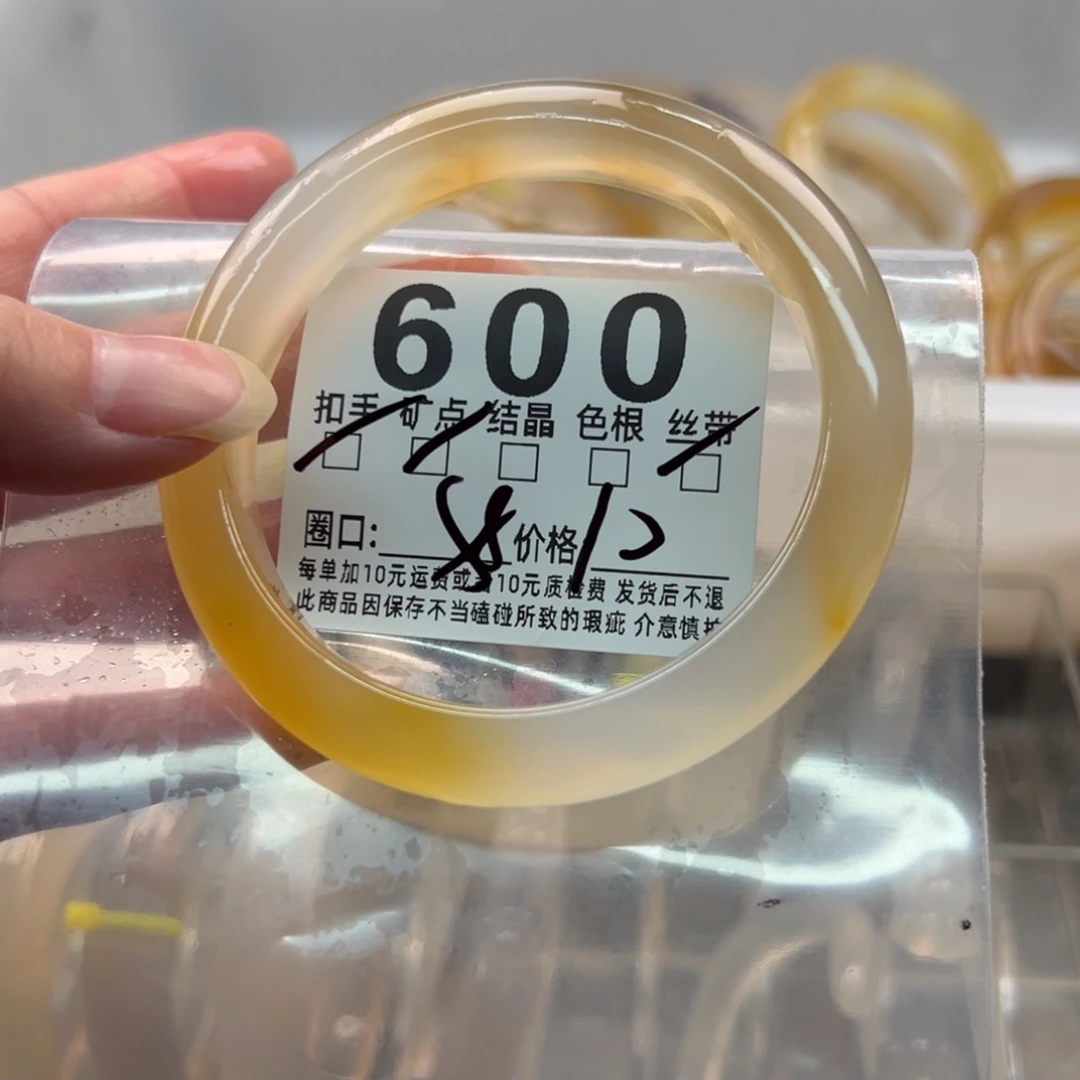 600
扣手 矿点 结晶 色根 丝带
圈口: 价格
每单加10元运费或 10元质检费 发货后不退
此商品因保存不当磕碰所致的瑕疵 介意慎拍